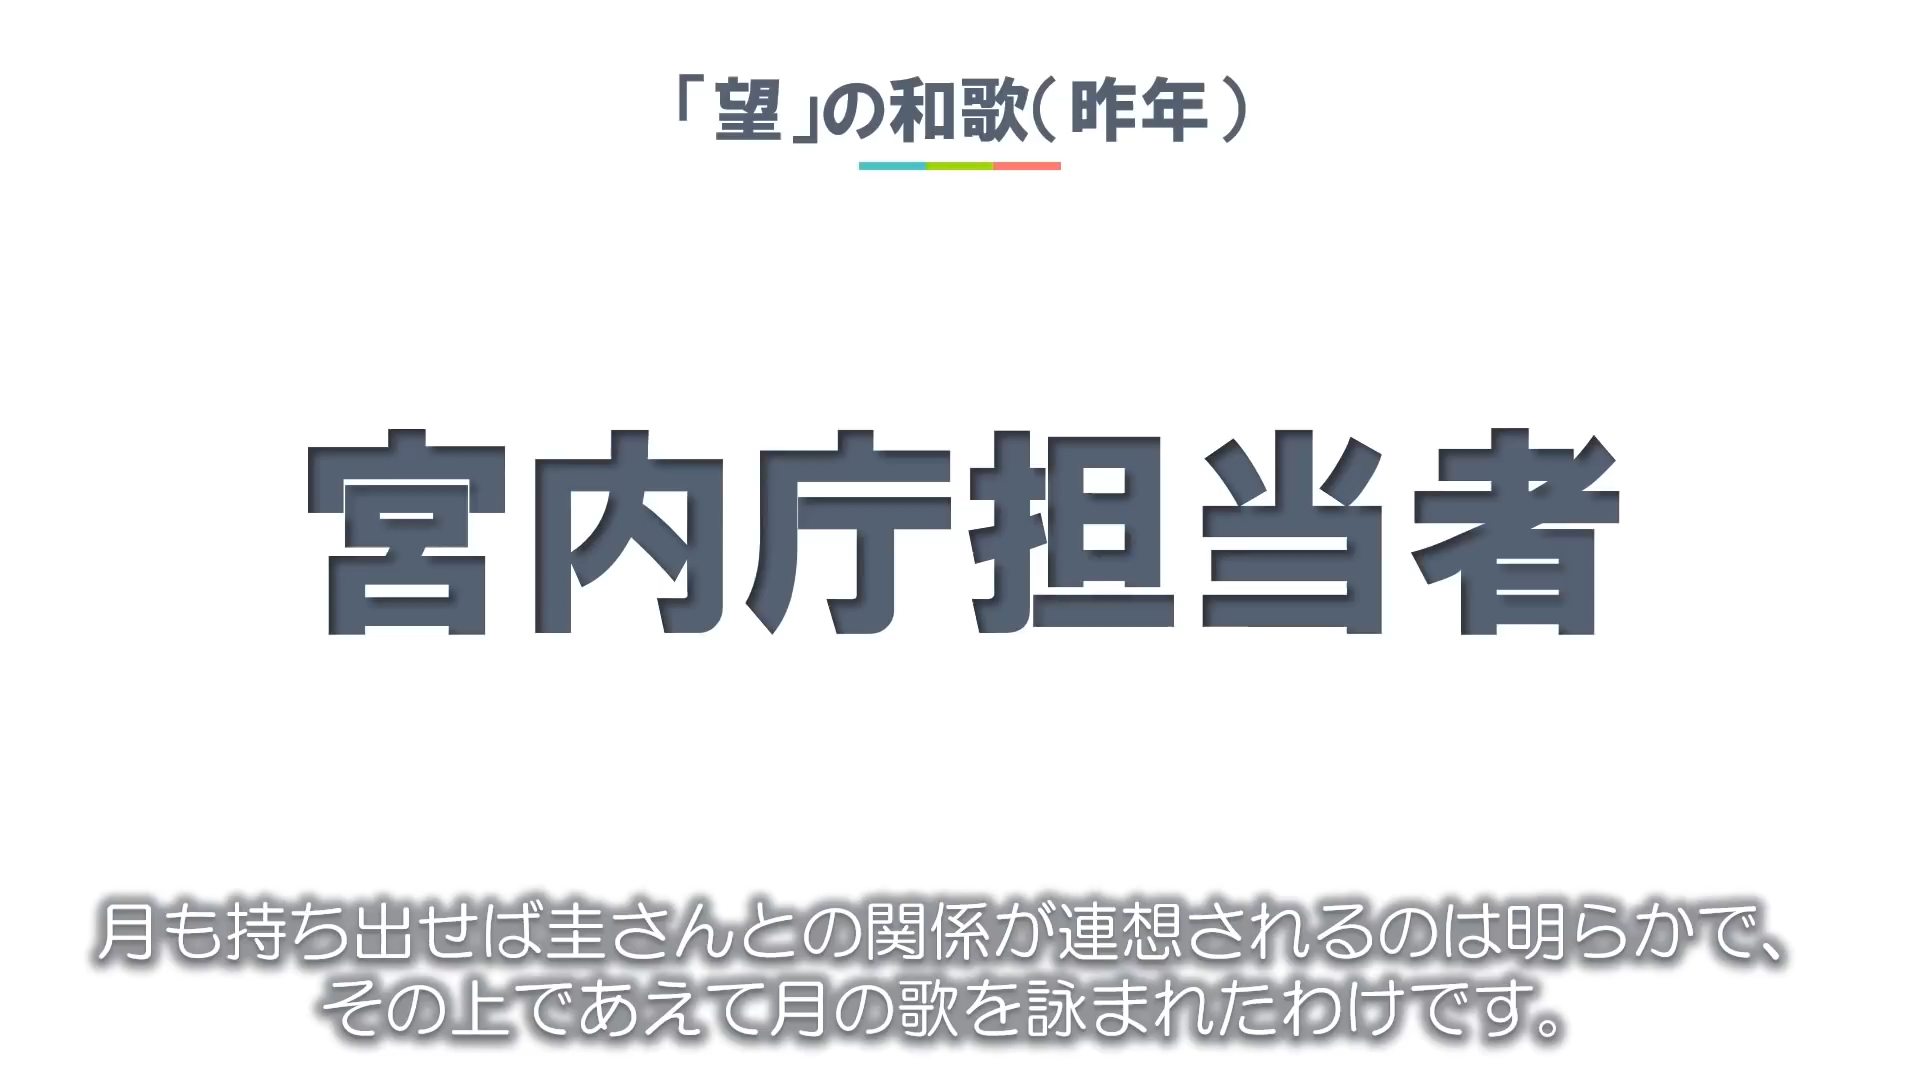 「望」の和歌（昨年）
宮内庁担当者
月も持ち出せば圭さんとの関係が連想されるのは明らかで、
その上であえて月の歌を詠まれたわけです。